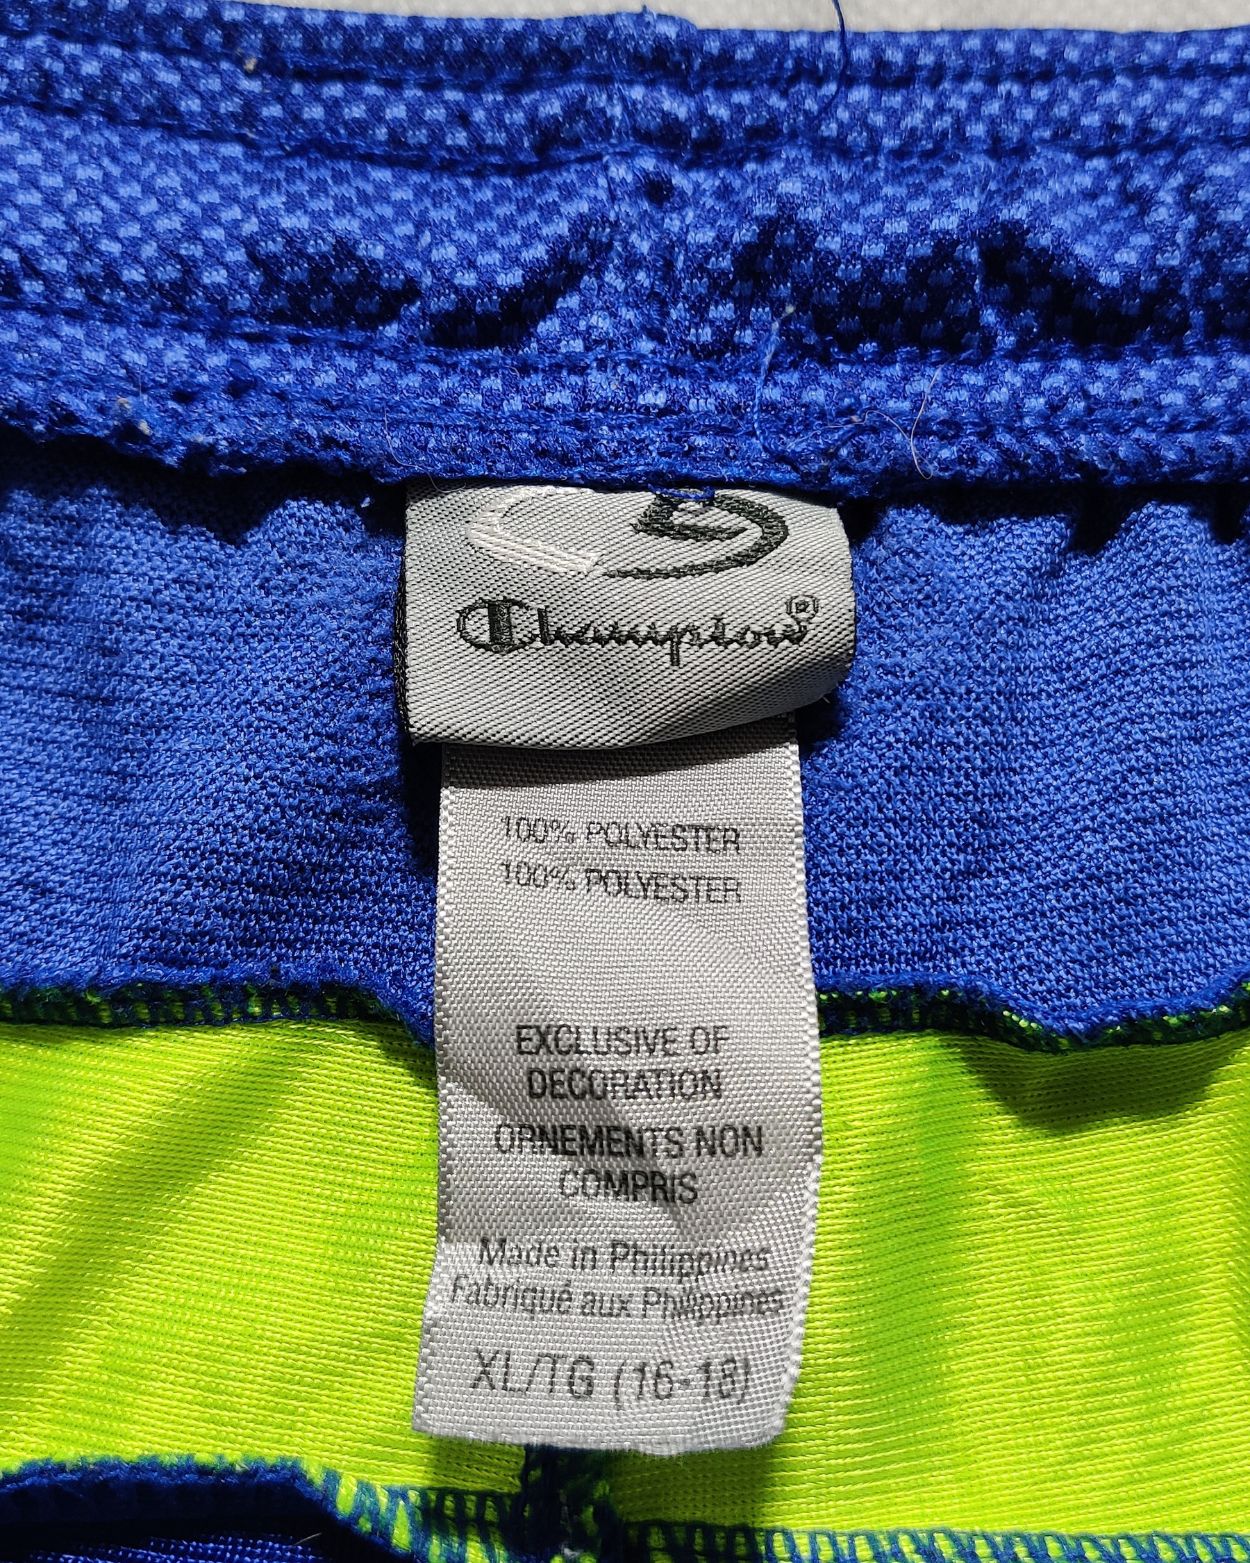 Champion®
100% POLYESTER
100% POLYESTER
EXCLUSIVE OF
DECORATION
ORNEMENTS NON
COMPRIS
Made in Philippines
Fabriqué aux Philippines
XL/TG (16-18)